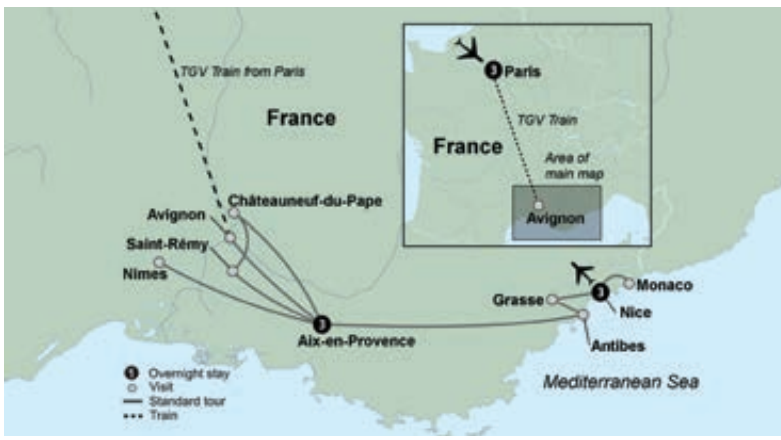 TGV Train from Paris
France
Châteauneuf-du-Pape
Avignon
Saint-Rémy
Nimes
3
Aix-en-Provence
3
Paris
TGV Train
France
Area of
main map
Avignon
Grasse
3
Monaco
Nice
Antibes
Mediterranean Sea
Overnight stay
Visit
Standard tour
Train